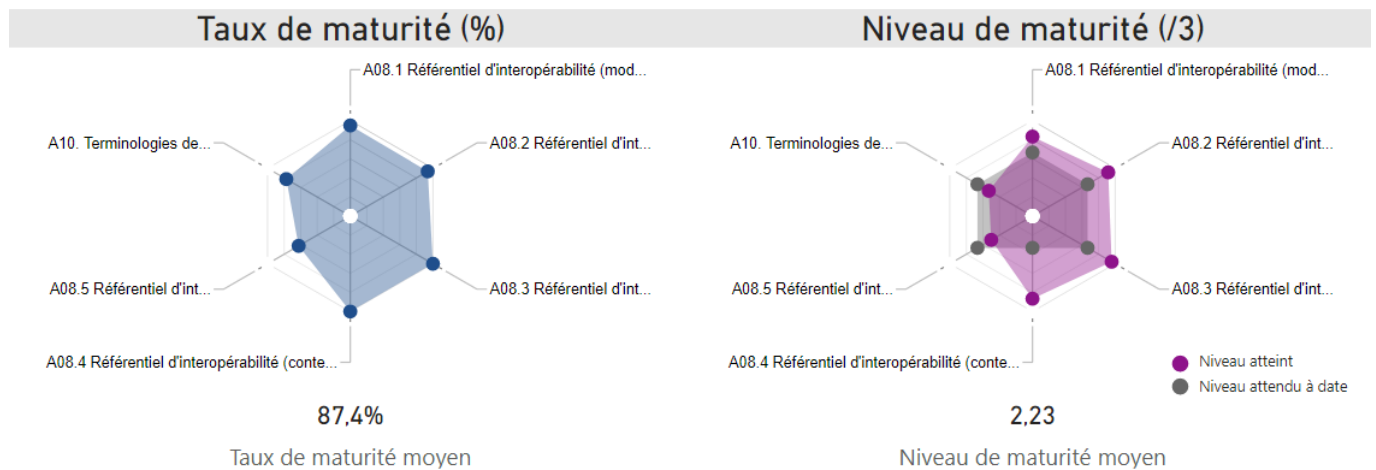 Taux de maturité (%)
A08.1 Référentiel d'interopérabilité (mod...
A10. Terminologies de...
A08.2 Référentiel d'int...
A08.5 Référentiel d'int...
A08.3 Référentiel d'int...
A08.4 Référentiel d'interopérabilité (conte...
87,4%
Taux de maturité moyen
Niveau de maturité (/3)
A08.1 Référentiel d'interopérabilité (mod...
A10. Terminologies de...
A08.2 Référentiel d'int...
A08.5 Référentiel d'int...
A08.3 Référentiel d'int...
A08.4 Référentiel d'interopérabilité (conte...
Niveau atteint
Niveau attendu à date
2,23
Niveau de maturité moyen